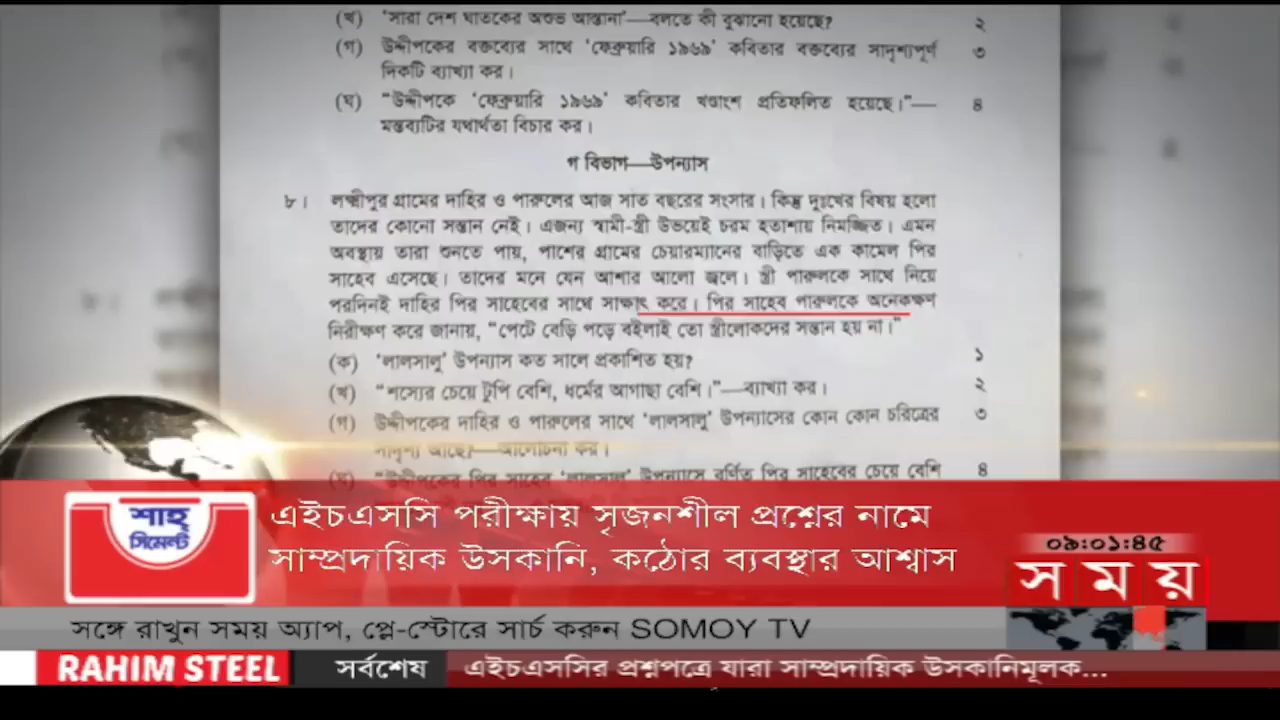 (খ) ‘সারা দেশ ঘাতকের অশুভ আস্তানা’—বলতে কী বুঝানো হয়েছে? ২
(গ) উদ্দীপকের বক্তব্যের সাথে ‘ফেব্রুয়ারি ১৯৬৯’ কবিতার বক্তব্যের সাদৃশ্যপূর্ণ ৩
দিকটি ব্যাখ্যা কর।
(ঘ) “উদ্দীপকে ‘ফেব্রুয়ারি ১৯৬৯’ কবিতার খণ্ডাংশ প্রতিফলিত হয়েছে।”— ৪
মন্তব্যটির যথার্থতা বিচার কর।
গ বিভাগ—উপন্যাস
৮। লক্ষ্মীপুর গ্রামের দাহির ও পারুলের আজ সাত বছরের সংসার। কিন্তু দুঃখের বিষয় হলো
তাদের কোনো সন্তান নেই। এজন্য স্বামী-স্ত্রী উভয়েই চরম হতাশায় নিমজ্জিত। এমন
অবস্থায় তারা শুনতে পায়, পাশের গ্রামের চেয়ারম্যানের বাড়িতে এক কামেল পির
সাহেব এসেছে। তাদের মনে যেন আশার আলো জ্বলে। স্ত্রী পারুলকে সাথে নিয়ে
পরদিনই দাহির পির সাহেবের সাথে সাক্ষাৎ করে। পির সাহেব পারুলকে অনেকক্ষণ
নিরীক্ষণ করে জানায়, “পেটে বেড়ি পড়ে বইলাই তো স্ত্রীলোকদের সন্তান হয় না।”
(ক) ‘লালসালু’ উপন্যাস কত সালে প্রকাশিত হয়? ১
(খ) “শস্যের চেয়ে টুপি বেশি, ধর্মের আগাছা বেশি।”—ব্যাখ্যা কর। ২
(গ) উদ্দীপকের দাহির ও পারুলের সাথে ‘লালসালু’ উপন্যাসের কোন কোন চরিত্রের ৩
সাদৃশ্য আছে?—আলোচনা কর।
(ঘ) “উদ্দীপকের পির সাহেব ‘লালসালু’ উপন্যাসে বর্ণিত পির সাহেবের চেয়ে বেশি ৪
শাহ্
সিমেন্ট
এইচএসসি পরীক্ষায় সৃজনশীল প্রশ্নের নামে
সাম্প্রদায়িক উসকানি, কঠোর ব্যবস্থার আশ্বাস
০৯:০১:৪৫
সময়
সঙ্গে রাখুন সময় অ্যাপ, প্লে-স্টোরে সার্চ করুন SOMOY TV
RAHIM STEEL সর্বশেষ এইচএসসির প্রশ্নপত্রে যারা সাম্প্রদায়িক উসকানিমূলক...